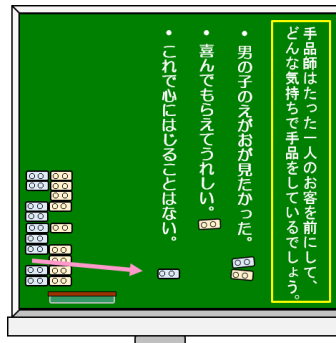 手品師はたった一人のお客を前にして、
どんな気持ちで手品をしているでしょう。
・男の子のえがおが見たかった。
・喜んでもらえてうれしい。
・これで心にはじることはない。